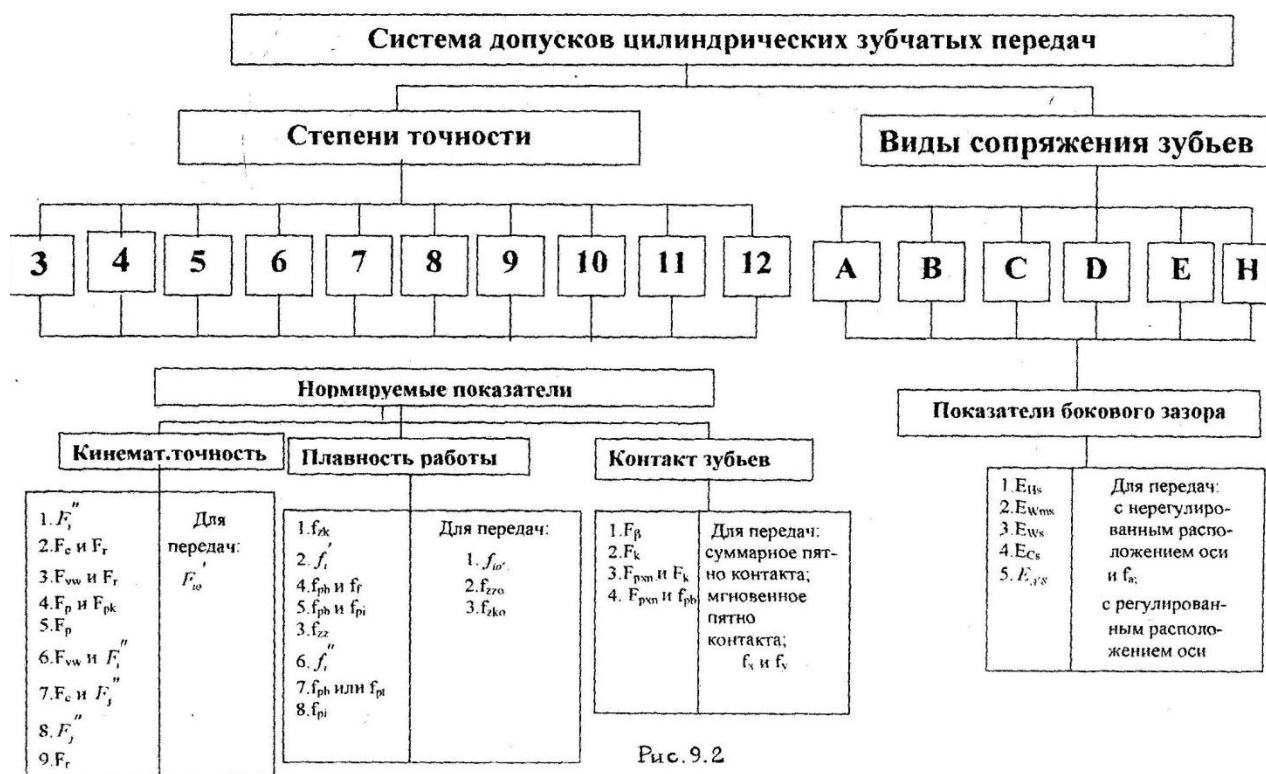 Система допусков цилиндрических зубчатых передач
Степени точности
Виды сопряжения зубьев
3 4 5 6 7 8 9 10 11 12
A B C D E H
Нормируемые показатели
Показатели бокового зазора
Кинемат.точность
Плавность работы
Контакт зубьев
1.F_i''
2.F_c и F_r
3.F_vw и F_r
4.F_p и F_pk
5.F_p
6.F_vw и F_i''
7.F_c и F_j''
8.F_j''
9.F_r
Для
передач:
F_io'
1.f_zk
2.f_i'
4.f_pb и f_f
5.f_pb и f_pi
3.f_zz
6.f_i''
7.f_pb или f_pt
8.f_pi
Для передач:
1.f_io'
2.f_zzo
3.f_zko
1.F_β
2.F_k
3.F_pxn и F_k
4. F_pxn и f_pb
Для передач:
суммарное пят-
но контакта;
мгновенное
пятно
контакта;
f_x и f_y
1.E_Hs
2.E_Wms
3.E_Ws
4.E_Cs
Для передач:
с нерегулиро-
ванным распо-
ложением оси
и f_a;
с регулирован-
ным располо-
жением оси
Рис.9.2